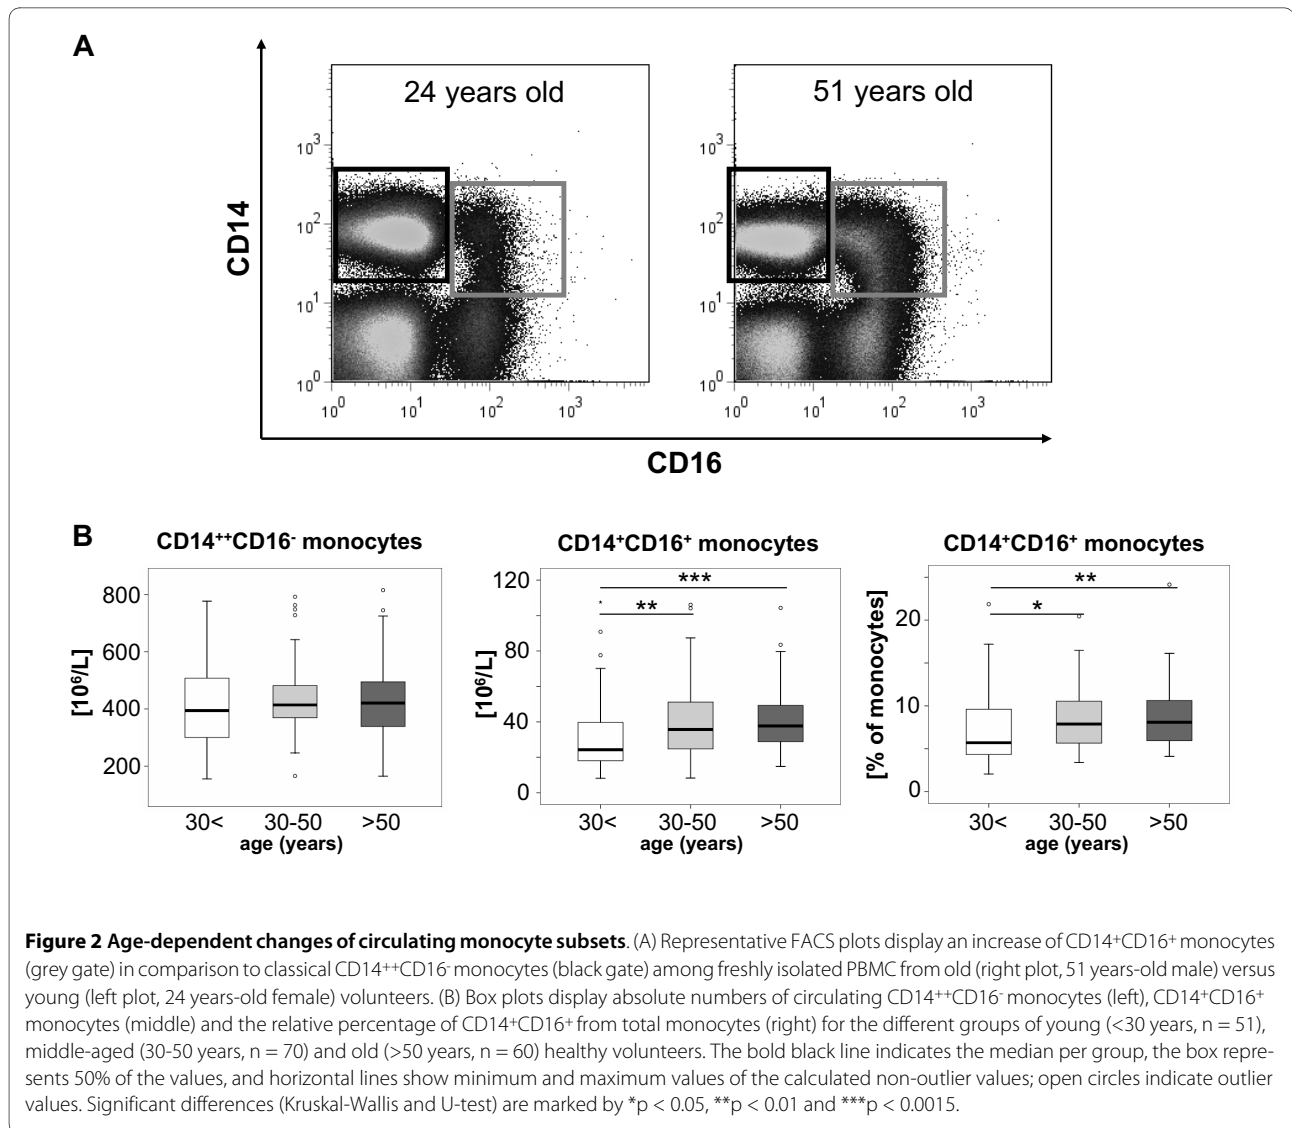 A
24 years old
51 years old
CD14
10³
10²
10¹
10⁰
10⁰ 10¹ 10² 10³
10³
10²
10¹
10⁰
10⁰ 10¹ 10² 10³
CD16
B
CD14⁺⁺CD16⁻ monocytes
[10⁶/L]
800
600
400
200
30< 30-50 >50
age (years)
CD14⁺CD16⁺ monocytes
[10⁶/L]
120
80
40
0
***
**
30< 30-50 >50
age (years)
CD14⁺CD16⁺ monocytes
[% of monocytes]
20
10
0
**
*
30< 30-50 >50
age (years)
Figure 2 Age-dependent changes of circulating monocyte subsets. (A) Representative FACS plots display an increase of CD14⁺CD16⁺ monocytes
(grey gate) in comparison to classical CD14⁺⁺CD16⁻ monocytes (black gate) among freshly isolated PBMC from old (right plot, 51 years-old male) versus
young (left plot, 24 years-old female) volunteers. (B) Box plots display absolute numbers of circulating CD14⁺⁺CD16⁻ monocytes (left), CD14⁺CD16⁺
monocytes (middle) and the relative percentage of CD14⁺CD16⁺ from total monocytes (right) for the different groups of young (<30 years, n = 51),
middle-aged (30-50 years, n = 70) and old (>50 years, n = 60) healthy volunteers. The bold black line indicates the median per group, the box repre-
sents 50% of the values, and horizontal lines show minimum and maximum values of the calculated non-outlier values; open circles indicate outlier
values. Significant differences (Kruskal-Wallis and U-test) are marked by *p < 0.05, **p < 0.01 and ***p < 0.0015.